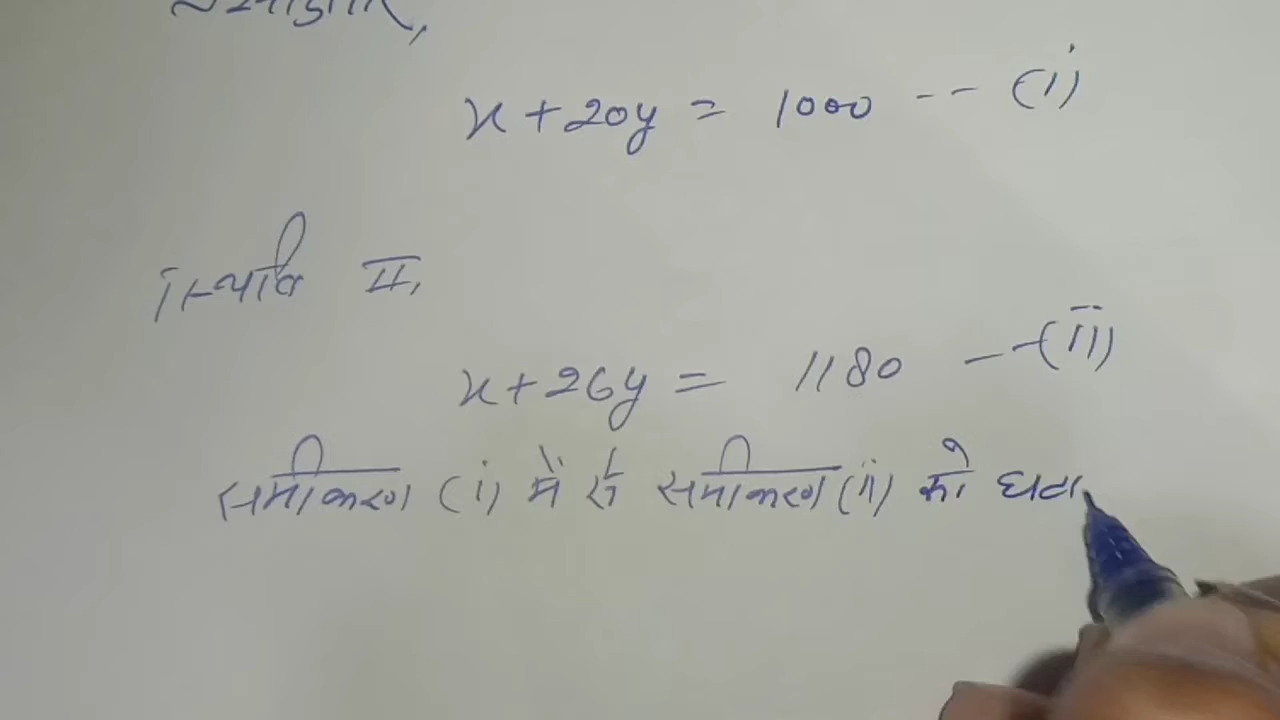 x + 20y = 1000 -- (i)
स्थिति II,
x + 26y = 1180 -- (ii)
समीकरण (i) में से समीकरण (ii) को घटा